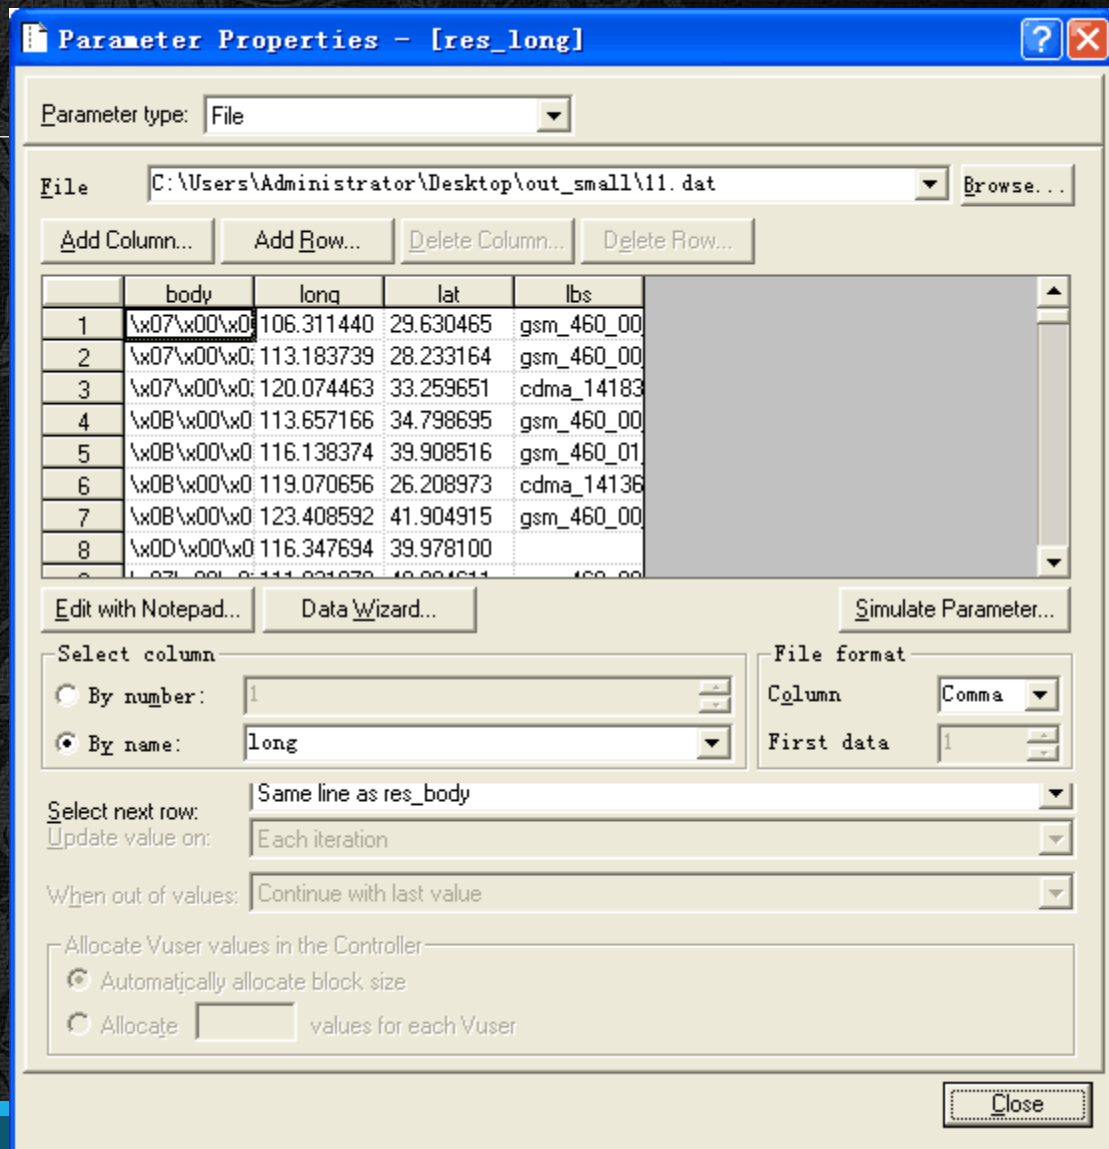 Parameter Properties - [res_long]
Parameter type: File
File C:\Users\Administrator\Desktop\out_small\11.dat Browse...
Add Column... Add Row... Delete Column... Delete Row...
body long lat lbs
1 \x07\x00\x0 106.311440 29.630465 gsm_460_00
2 \x07\x00\x0 113.183739 28.233164 gsm_460_00
3 \x07\x00\x0 120.074463 33.259651 cdma_14183
4 \x0B\x00\x0 113.657166 34.798695 gsm_460_00
5 \x0B\x00\x0 116.138374 39.908516 gsm_460_01
6 \x0B\x00\x0 119.070656 26.208973 cdma_14136
7 \x0B\x00\x0 123.408592 41.904915 gsm_460_00
8 \x0D\x00\x0 116.347694 39.978100
Edit with Notepad... Data Wizard... Simulate Parameter...
Select column File format
By number: 1 Column Comma
By name: long First data 1
Select next row: Same line as res_body
Update value on: Each iteration
When out of values: Continue with last value
Allocate Vuser values in the Controller
Automatically allocate block size
Allocate values for each Vuser
Close